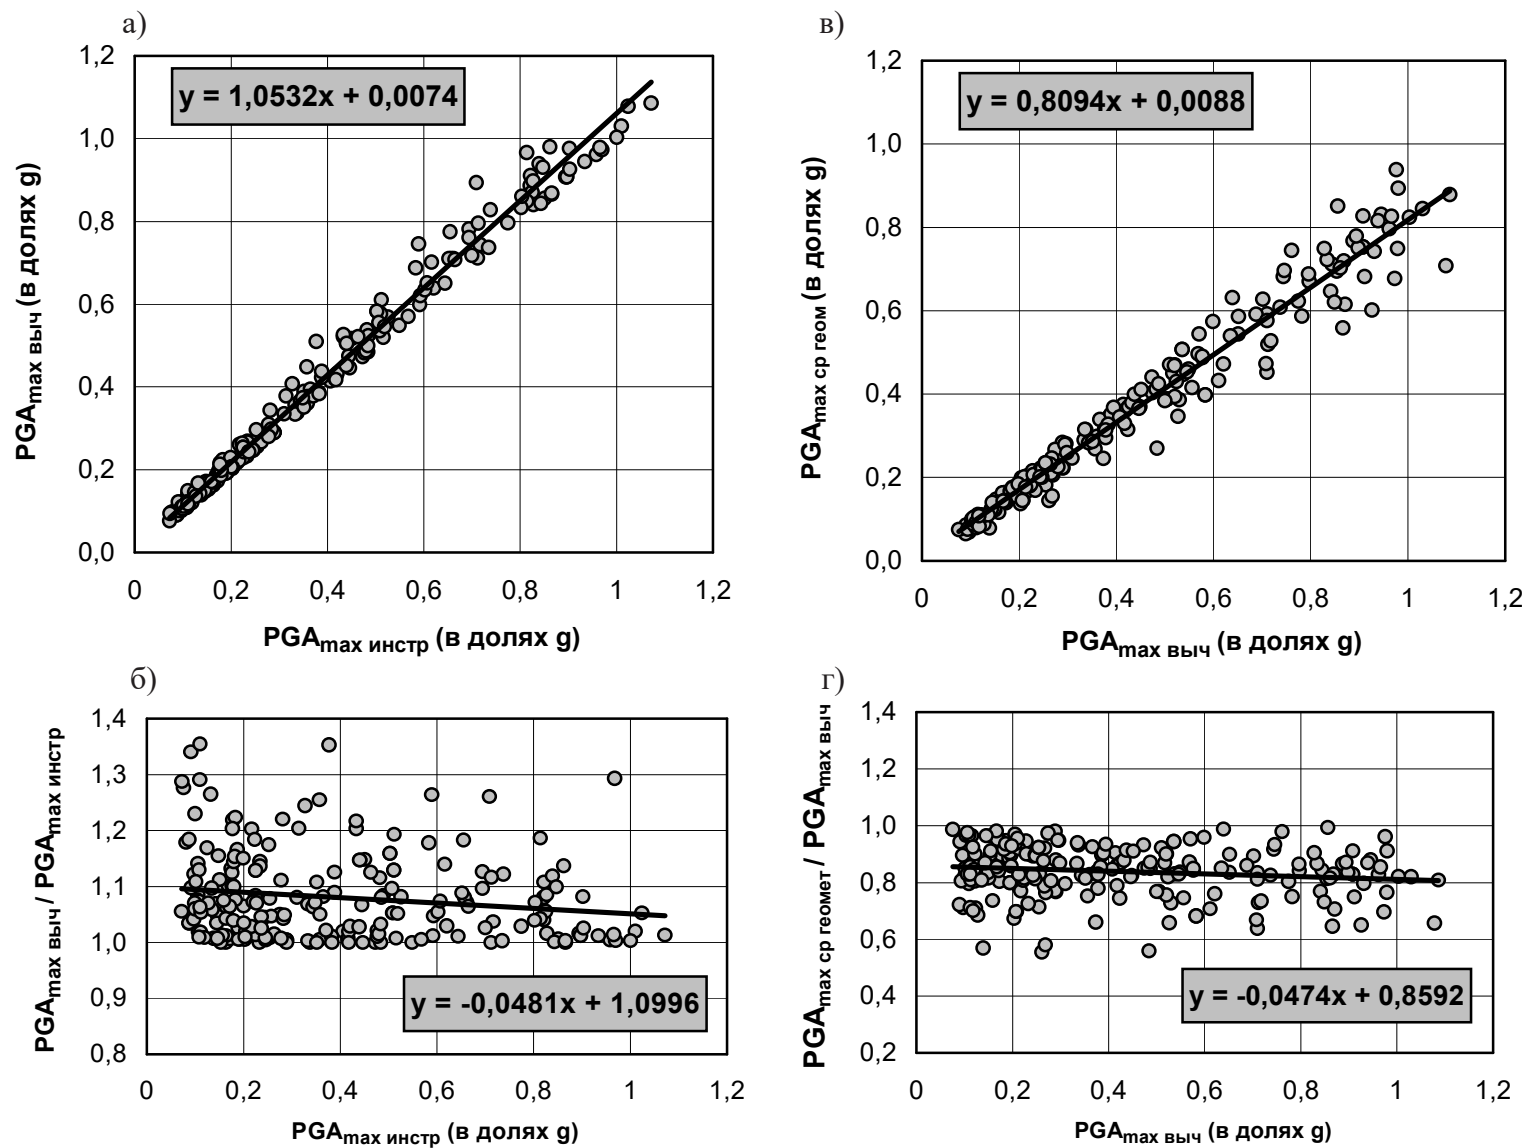 а)
1,2
1,0
0,8
0,6
0,4
0,2
0,0
0 0,2 0,4 0,6 0,8 1 1,2
y = 1,0532x + 0,0074
PGAmax выч (в долях g)
PGAmax инстр (в долях g)
в)
1,2
1,0
0,8
0,6
0,4
0,2
0,0
0 0,2 0,4 0,6 0,8 1 1,2
y = 0,8094x + 0,0088
PGAmax ср геом (в долях g)
PGAmax выч (в долях g)
б)
1,4
1,3
1,2
1,1
1,0
0,9
0,8
0 0,2 0,4 0,6 0,8 1 1,2
y = -0,0481x + 1,0996
PGAmax выч / PGAmax инстр
PGAmax инстр (в долях g)
г)
1,4
1,2
1,0
0,8
0,6
0,4
0,2
0 0,2 0,4 0,6 0,8 1 1,2
y = -0,0474x + 0,8592
PGAmax ср геомет / PGAmax выч
PGAmax выч (в долях g)